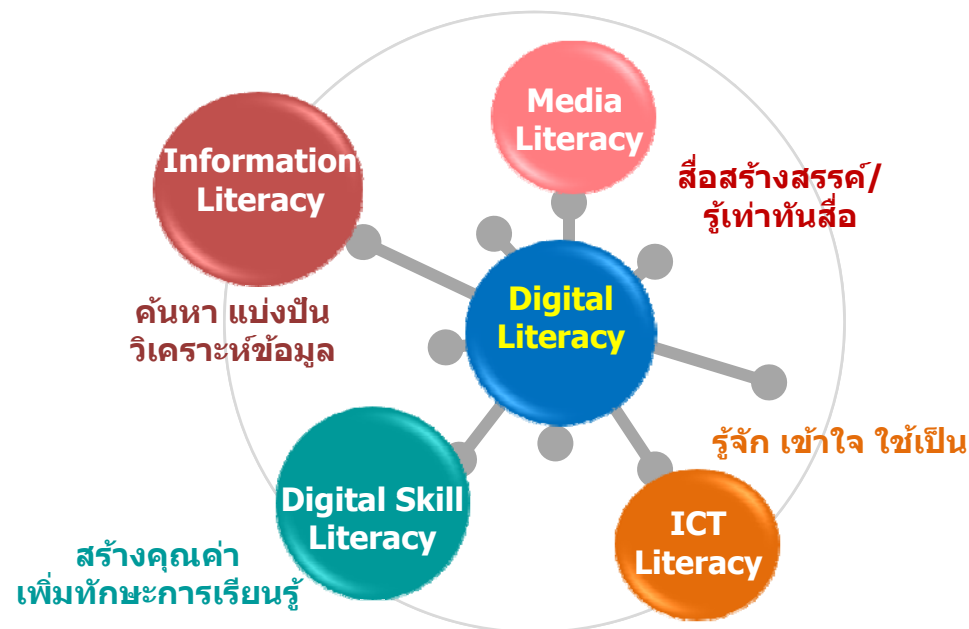 Media
Literacy
Information
Literacy
สื่อสร้างสรรค์/
รู้เท่าทันสื่อ
Digital
Literacy
ค้นหา แบ่งปัน
วิเคราะห์ข้อมูล
รู้จัก เข้าใจ ใช้เป็น
Digital Skill
Literacy
ICT
Literacy
สร้างคุณค่า
เพิ่มทักษะการเรียนรู้